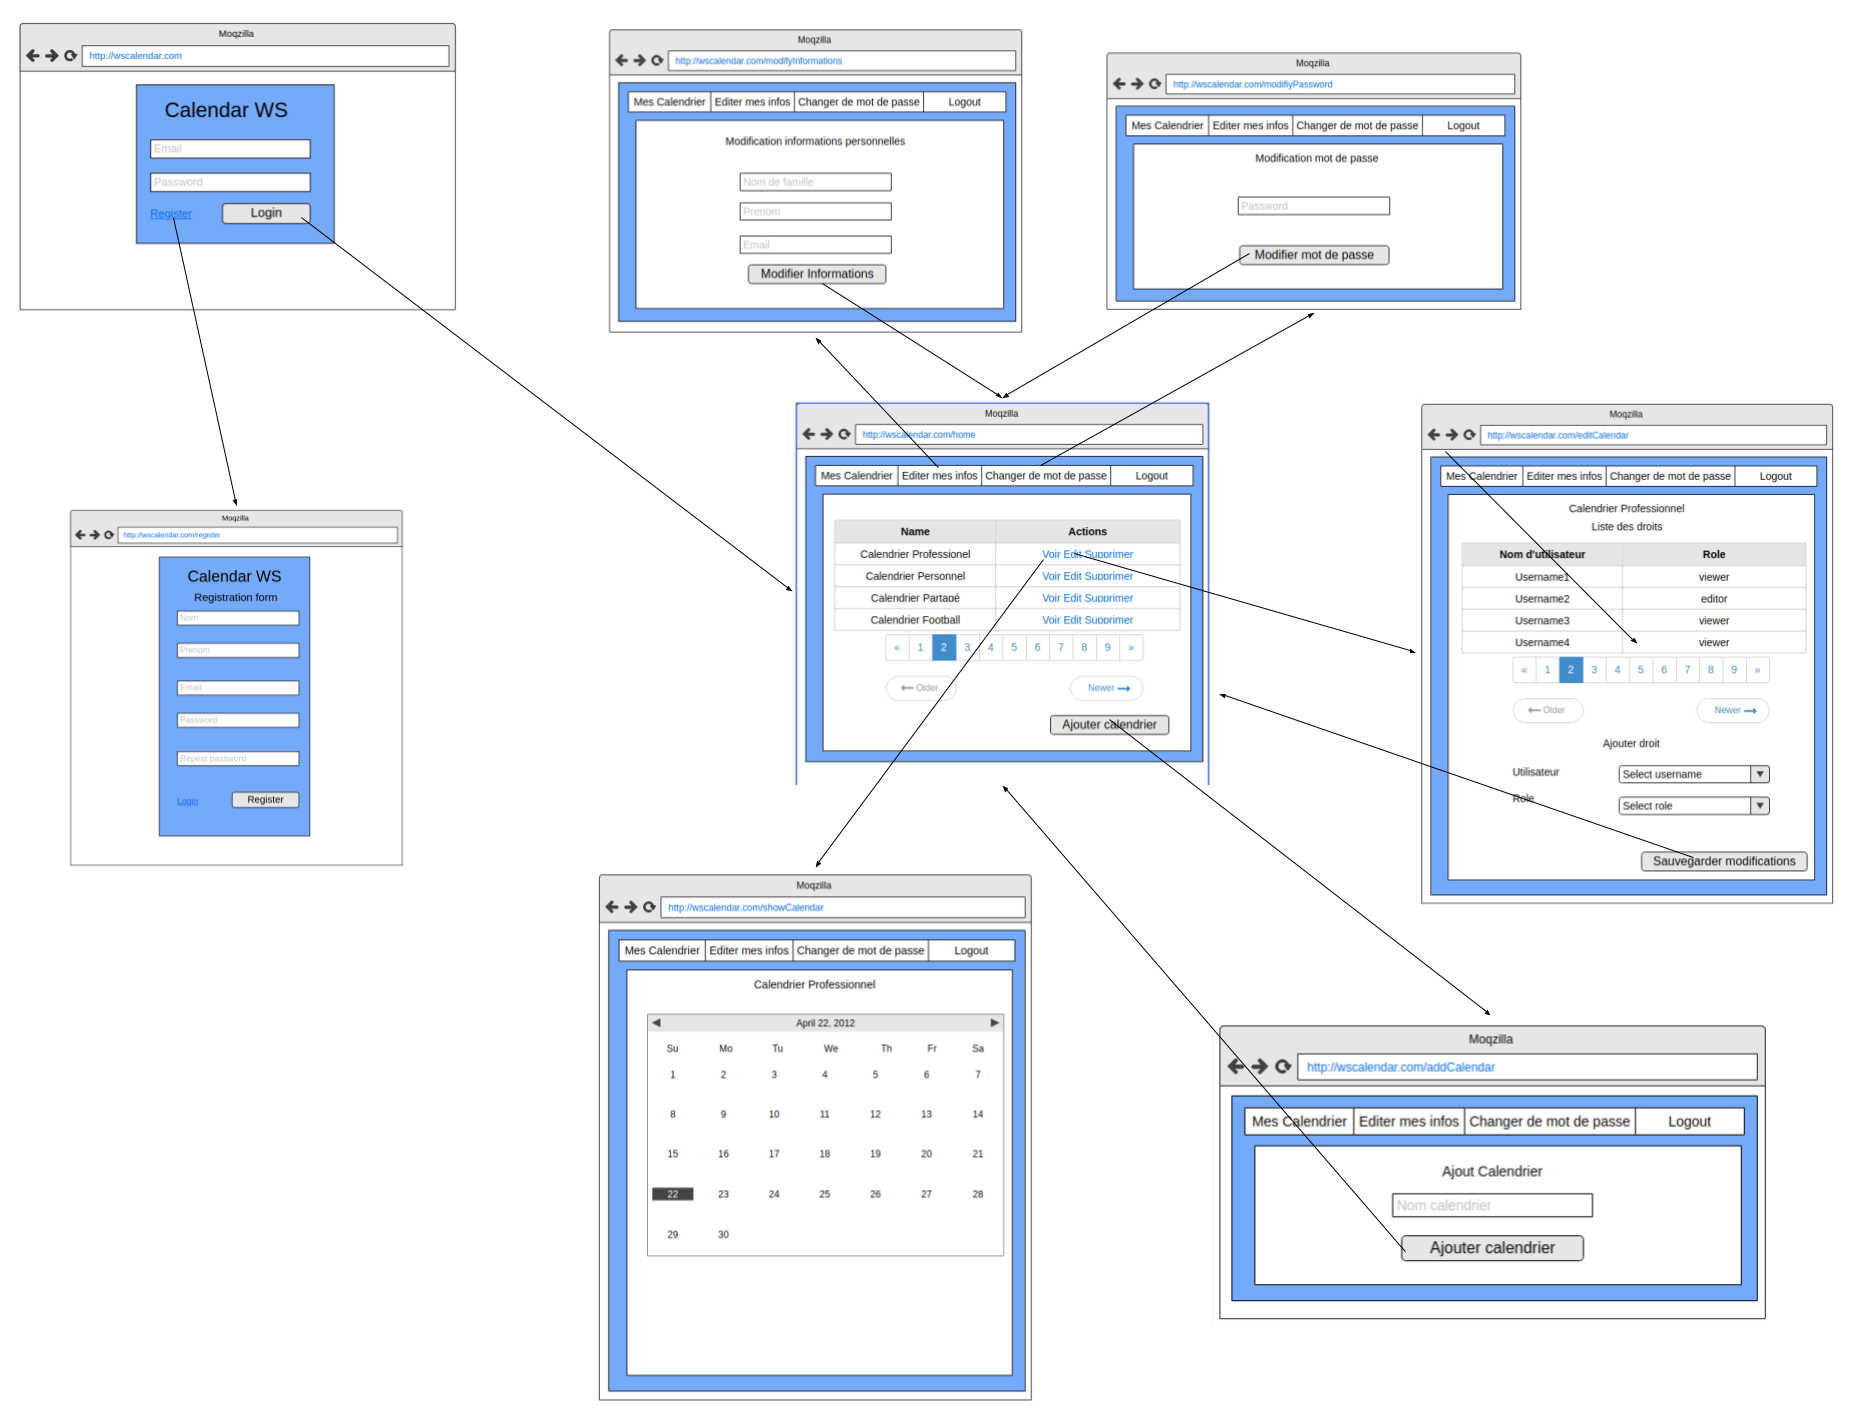 Moqzilla
http://wscalendar.com
Calendar WS
Email
Password
Register Login
Moqzilla
http://wscalendar.com/modifyInformations
Mes Calendrier Editer mes infos Changer de mot de passe Logout
Modification informations personnelles
Nom de famille
Prenom
Email
Modifier Informations
Moqzilla
http://wscalendar.com/modifiyPassword
Mes Calendrier Editer mes infos Changer de mot de passe Logout
Modification mot de passe
Password
Modifier mot de passe
Moqzilla
http://wscalendar.com/register
Calendar WS
Registration form
Nom
Prenom
Email
Password
Repeat password
Login Register
Moqzilla
http://wscalendar.com/home
Mes Calendrier Editer mes infos Changer de mot de passe Logout
Name Actions
Calendrier Professionel Voir Edit Supprimer
Calendrier Personnel Voir Edit Supprimer
Calendrier Partagé Voir Edit Supprimer
Calendrier Football Voir Edit Supprimer
« 1 2 3 4 5 6 7 8 9 »
Older Newer
Ajouter calendrier
Moqzilla
http://wscalendar.com/editCalendar
Mes Calendrier Editer mes infos Changer de mot de passe Logout
Calendrier Professionnel
Liste des droits
Nom d'utilisateur Role
Username1 viewer
Username2 editor
Username3 viewer
Username4 viewer
« 1 2 3 4 5 6 7 8 9 »
Older Newer
Ajouter droit
Utilisateur Select username
Role Select role
Sauvegarder modifications
Moqzilla
http://wscalendar.com/showCalendar
Mes Calendrier Editer mes infos Changer de mot de passe Logout
Calendrier Professionnel
April 22, 2012
Su Mo Tu We Th Fr Sa
1 2 3 4 5 6 7
8 9 10 11 12 13 14
15 16 17 18 19 20 21
22 23 24 25 26 27 28
29 30
Moqzilla
http://wscalendar.com/addCalendar
Mes Calendrier Editer mes infos Changer de mot de passe Logout
Ajout Calendrier
Nom calendrier
Ajouter calendrier